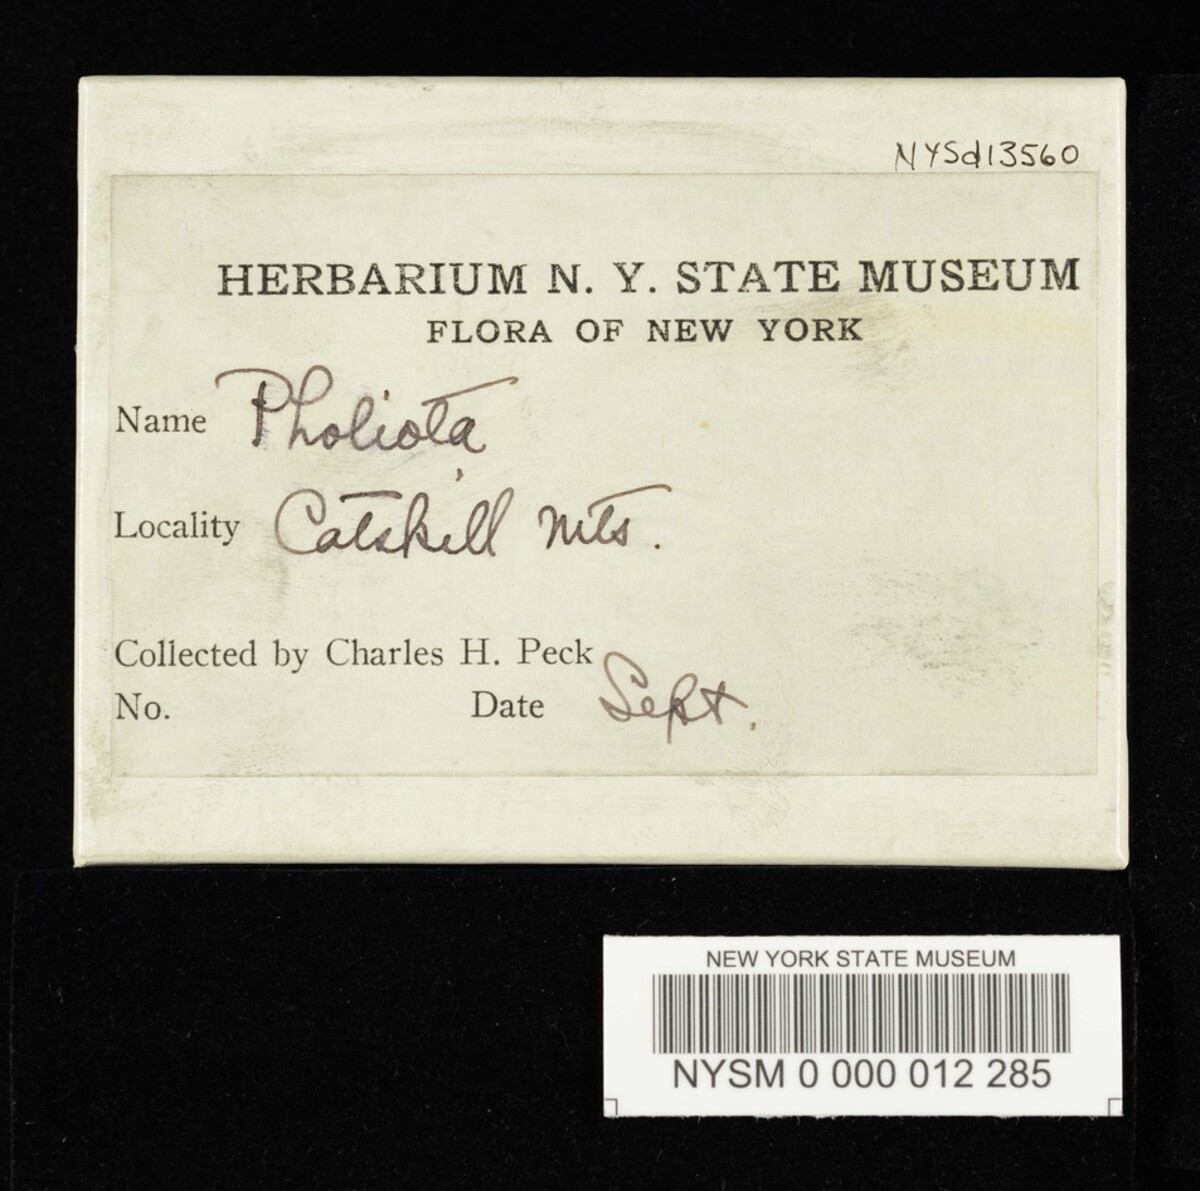 NYSd13560
HERBARIUM N. Y. STATE MUSEUM
FLORA OF NEW YORK
Name Pholiota
Locality Catskill Mts.
Collected by Charles H. Peck
No. Date Sept.
NEW YORK STATE MUSEUM
NYSM 0 000 012 285